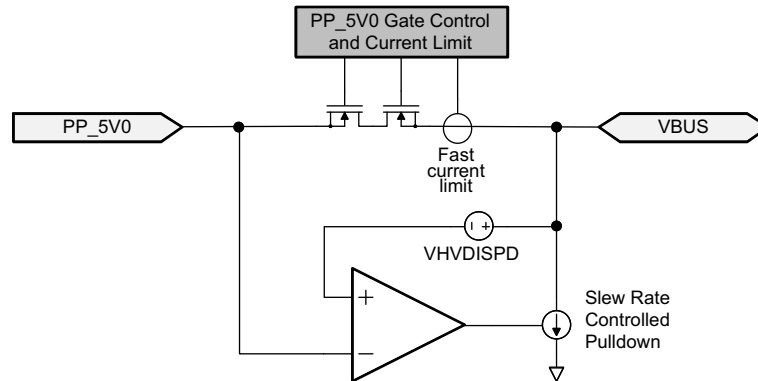 PP_5V0 Gate Control
and Current Limit
PP_5V0
VBUS
Fast
current
limit
VHVDISPD
+
−
Slew Rate
Controlled
Pulldown